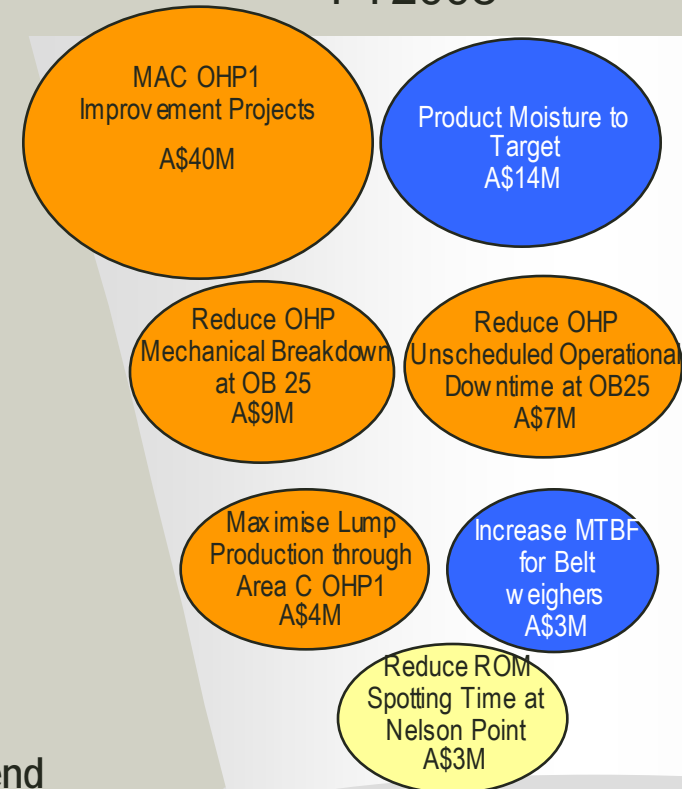 MAC OHP1
Improvement Projects
A$40M
Product Moisture to
Target
A$14M
Reduce OHP
Mechanical Breakdown
at OB 25
A$9M
Reduce OHP
Unscheduled Operational
Downtime at OB25
A$7M
Maximise Lump
Production through
Area C OHP1
A$4M
Increase MTBF
for Belt
weighers
A$3M
Reduce ROM
Spotting Time at
Nelson Point
A$3M
end